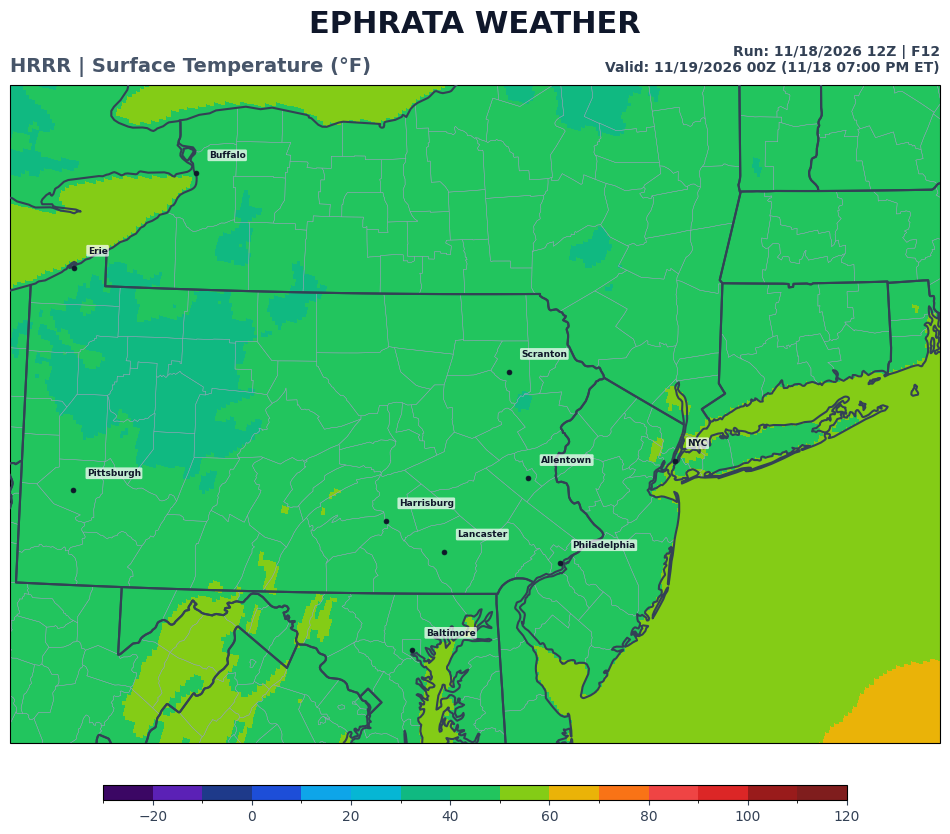 EPHRATA WEATHER
HRRR | Surface Temperature (°F)
Run: 11/18/2026 12Z | F12
Valid: 11/19/2026 00Z (11/18 07:00 PM ET)
Buffalo
Erie
Scranton
NYC
Allentown
Pittsburgh
Harrisburg
Lancaster
Philadelphia
Baltimore
−20 0 20 40 60 80 100 120